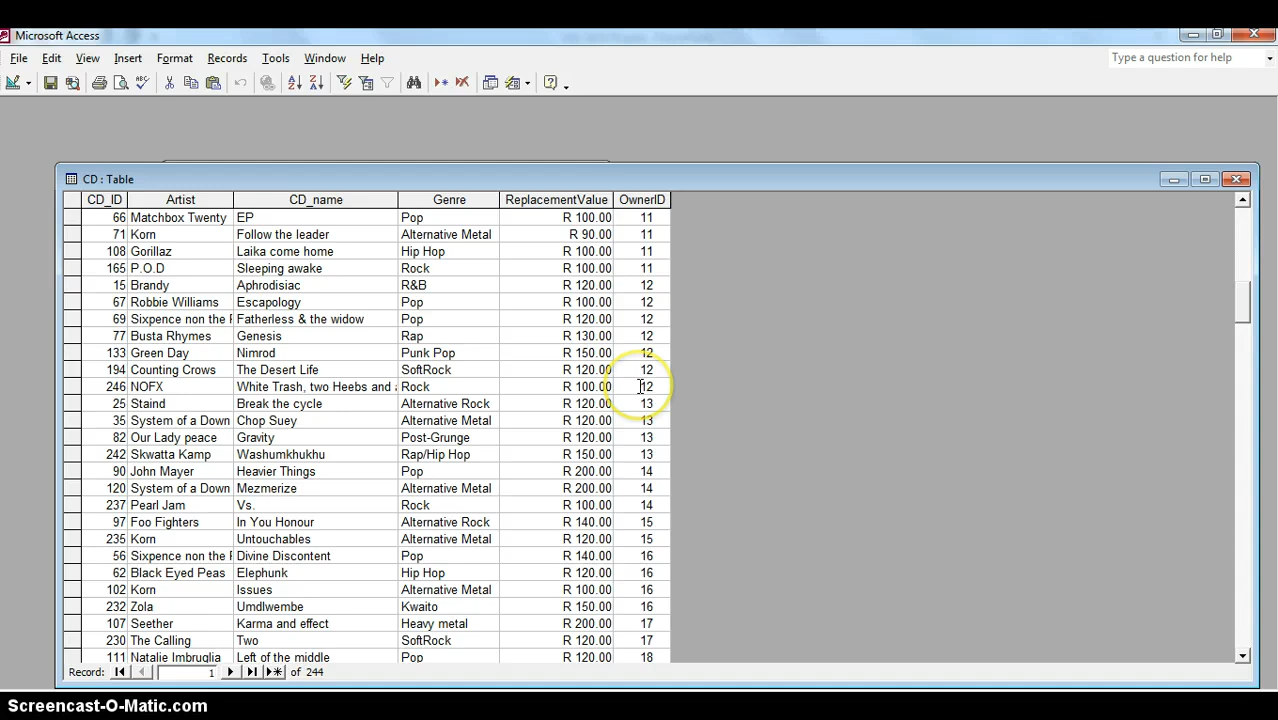 Microsoft Access
File Edit View Insert Format Records Tools Window Help Type a question for help
CD : Table
CD_ID Artist CD_name Genre ReplacementValue OwnerID
66 Matchbox Twenty EP Pop R 100.00 11
71 Korn Follow the leader Alternative Metal R 90.00 11
108 Gorillaz Laika come home Hip Hop R 100.00 11
165 P.O.D Sleeping awake Rock R 100.00 11
15 Brandy Aphrodisiac R&B R 120.00 12
67 Robbie Williams Escapology Pop R 100.00 12
69 Sixpence non the Fatherless & the widow Pop R 120.00 12
77 Busta Rhymes Genesis Rap R 130.00 12
133 Green Day Nimrod Punk Pop R 150.00 12
194 Counting Crows The Desert Life SoftRock R 120.00 12
246 NOFX White Trash, two Heebs and Rock R 100.00 12
25 Staind Break the cycle Alternative Rock R 120.00 13
35 System of a Down Chop Suey Alternative Metal R 120.00 13
82 Our Lady peace Gravity Post-Grunge R 120.00 13
242 Skwatta Kamp Washumkhukhu Rap/Hip Hop R 150.00 13
90 John Mayer Heavier Things Pop R 200.00 14
120 System of a Down Mezmerize Alternative Metal R 200.00 14
237 Pearl Jam Vs. Rock R 100.00 14
97 Foo Fighters In You Honour Alternative Rock R 140.00 15
235 Korn Untouchables Alternative Metal R 120.00 15
56 Sixpence non the Divine Discontent Pop R 140.00 16
62 Black Eyed Peas Elephunk Hip Hop R 120.00 16
102 Korn Issues Alternative Metal R 100.00 16
232 Zola Umdlwembe Kwaito R 150.00 16
107 Seether Karma and effect Heavy metal R 200.00 17
230 The Calling Two SoftRock R 120.00 17
111 Natalie Imbruglia Left of the middle Pop R 120.00 18
Record: 1 of 244
Screencast-O-Matic.com